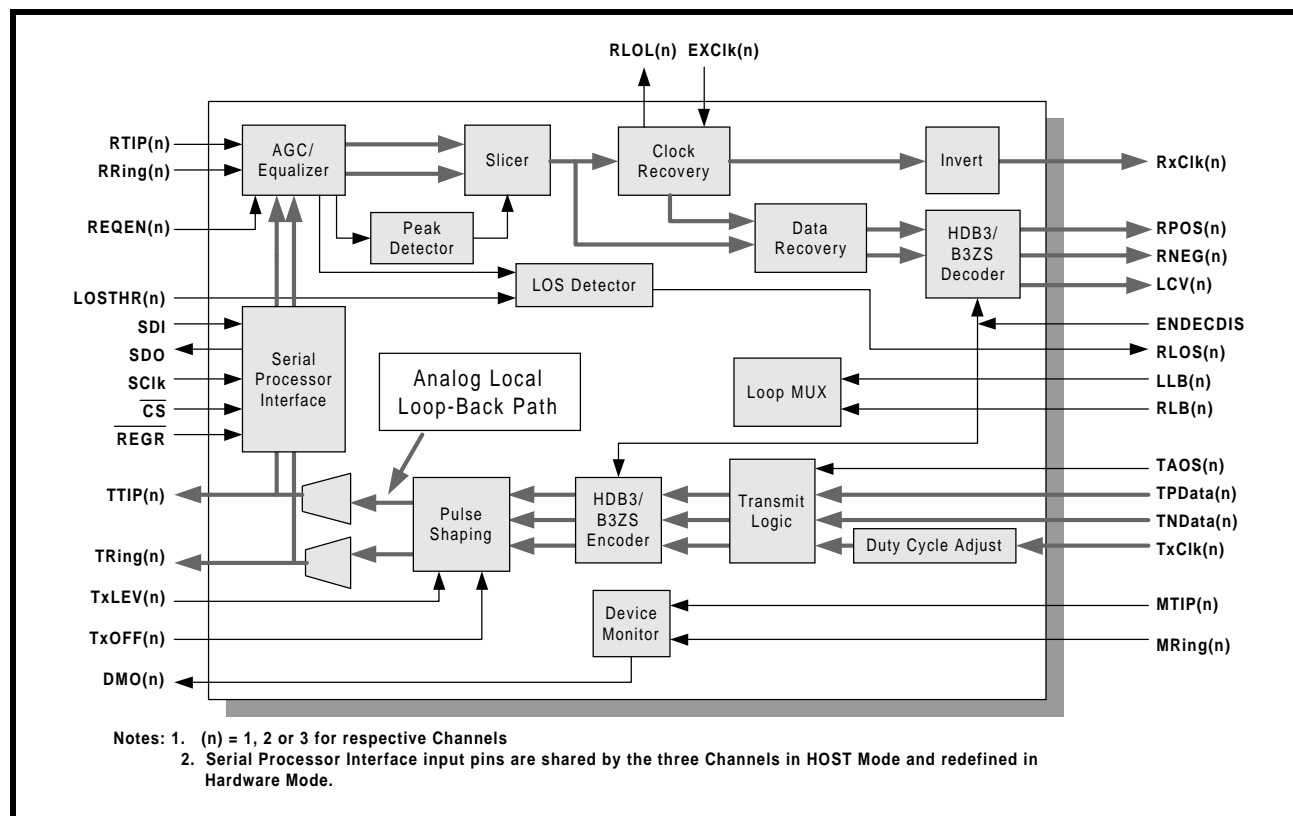 RLOL(n) EXClk(n)
RTIP(n)
RRing(n)
REQEN(n)
LOSTHR(n)
SDI
SDO
SClk
CS
REGR
TTIP(n)
TRing(n)
TxLEV(n)
TxOFF(n)
DMO(n)
AGC/
Equalizer
Slicer
Clock
Recovery
Invert
Peak
Detector
Data
Recovery
HDB3/
B3ZS
Decoder
LOS Detector
Serial
Processor
Interface
Analog Local
Loop-Back Path
Loop MUX
Pulse
Shaping
HDB3/
B3ZS
Encoder
Transmit
Logic
Duty Cycle Adjust
Device
Monitor
RxClk(n)
RPOS(n)
RNEG(n)
LCV(n)
ENDECDIS
RLOS(n)
LLB(n)
RLB(n)
TAOS(n)
TPData(n)
TNData(n)
TxClk(n)
MTIP(n)
MRing(n)
Notes: 1. (n) = 1, 2 or 3 for respective Channels
2. Serial Processor Interface input pins are shared by the three Channels in HOST Mode and redefined in
Hardware Mode.